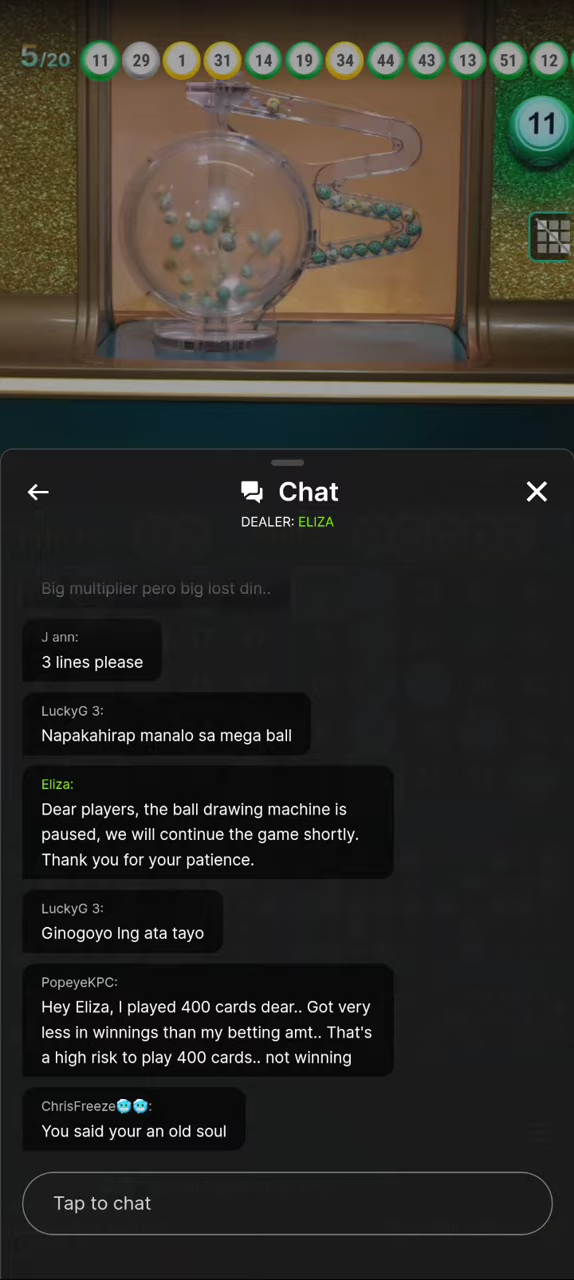 5/20 11 29 1 31 14 19 34 44 43 13 51 12
11
Chat
DEALER: ELIZA
Big multiplier pero big lost din..
J ann:
3 lines please
LuckyG 3:
Napakahirap manalo sa mega ball
Eliza:
Dear players, the ball drawing machine is
paused, we will continue the game shortly.
Thank you for your patience.
LuckyG 3:
Ginogoyo lng ata tayo
PopeyeKPC:
Hey Eliza, I played 400 cards dear.. Got very
less in winnings than my betting amt.. That's
a high risk to play 400 cards.. not winning
ChrisFreeze🥶🥶:
You said your an old soul
Tap to chat